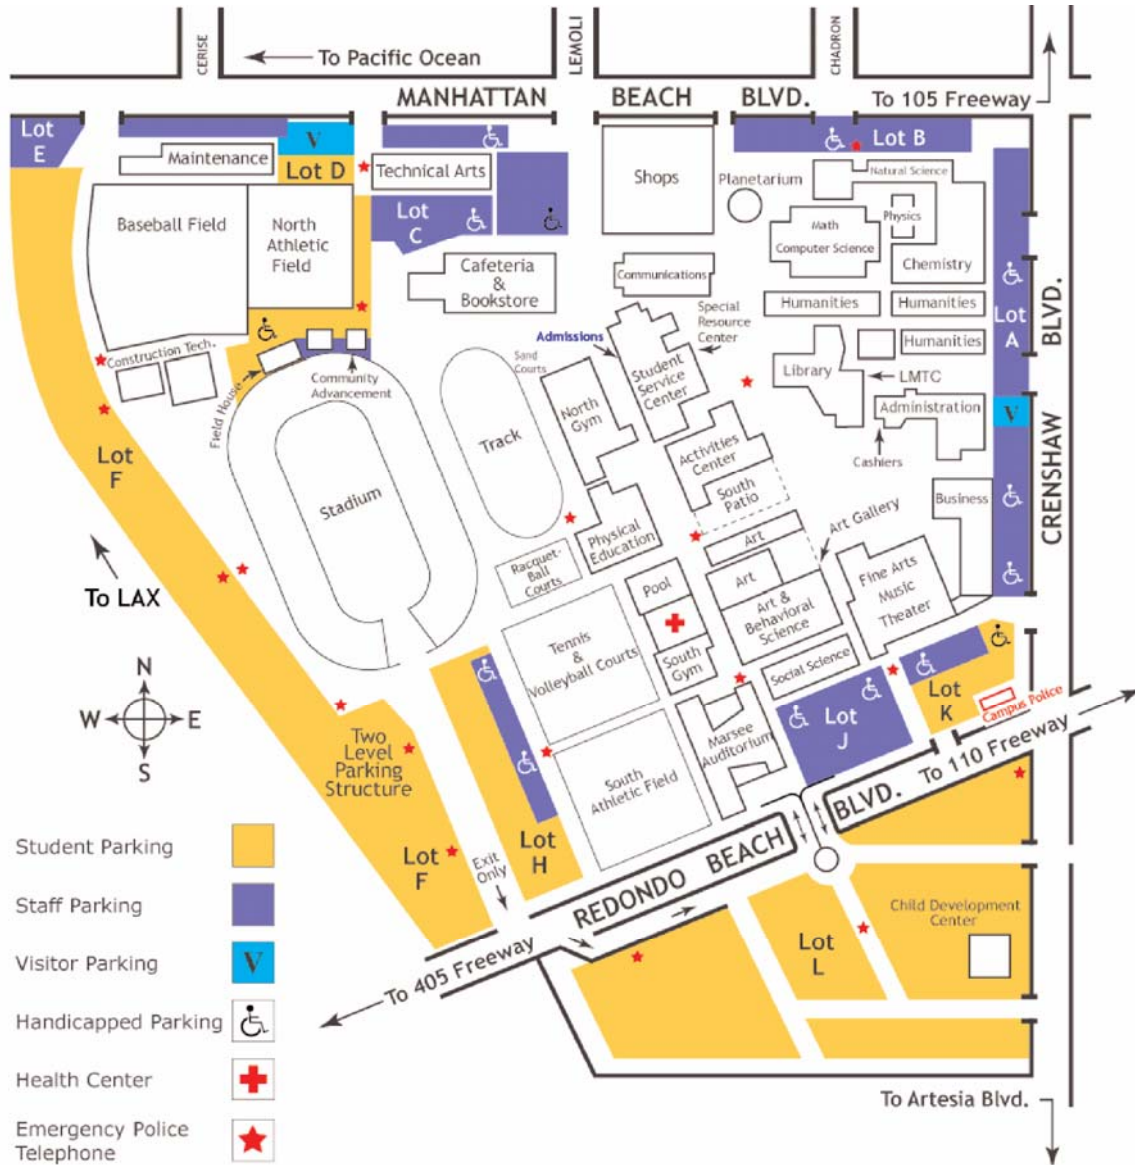 CERISE
To Pacific Ocean
LEMOLI
CHADRON
MANHATTAN BEACH BLVD.
To 105 Freeway
Lot
E
V
Lot D
Maintenance
Technical Arts
Lot
C
Shops
Planetarium
Lot B
Natural Science
Physics
Math
Computer Science
Chemistry
Baseball Field
North
Athletic
Field
Cafeteria
&
Bookstore
Communications
Humanities
Humanities
Humanities
Special
Resource
Center
Admissions
Student
Service
Center
Library
LMTC
Lot
A
BLVD.
CRENSHAW
V
Administration
Cashiers
Business
Construction Tech.
Field House
Community
Advancement
Sand
Courts
Track
North
Gym
Activities
Center
South
Patio
Art Gallery
Lot
F
Stadium
Physical
Education
Racquet-
Ball
Courts
Art
Art
Art &
Behavioral
Science
Fine Arts
Music
Theater
To LAX
Pool
South
Gym
Tennis
&
Volleyball Courts
Social Science
Lot
J
Lot
K
Campus Police
To 110 Freeway
N
W E
S
Two
Level
Parking
Structure
Marsee
Auditorium
South
Athletic Field
Lot
H
Lot
F
Exit
Only
REDONDO BEACH BLVD.
To 405 Freeway
Lot
L
Child Development
Center
To Artesia Blvd.
Student Parking
Staff Parking
Visitor Parking
V
Handicapped Parking
Health Center
Emergency Police
Telephone